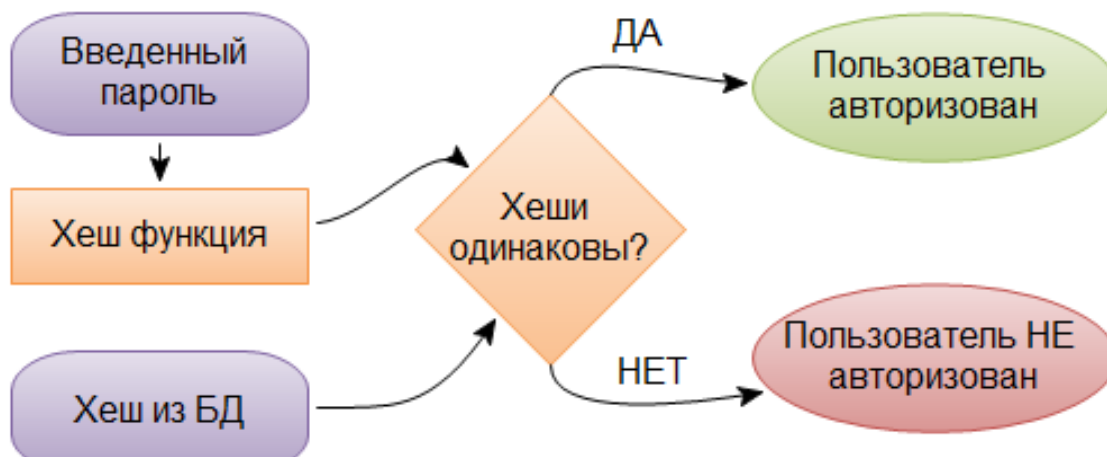 Введенный
пароль
Хеш функция
Хеш из БД
Хеши
одинаковы?
ДА
Пользователь
авторизован
НЕТ
Пользователь НЕ
авторизован